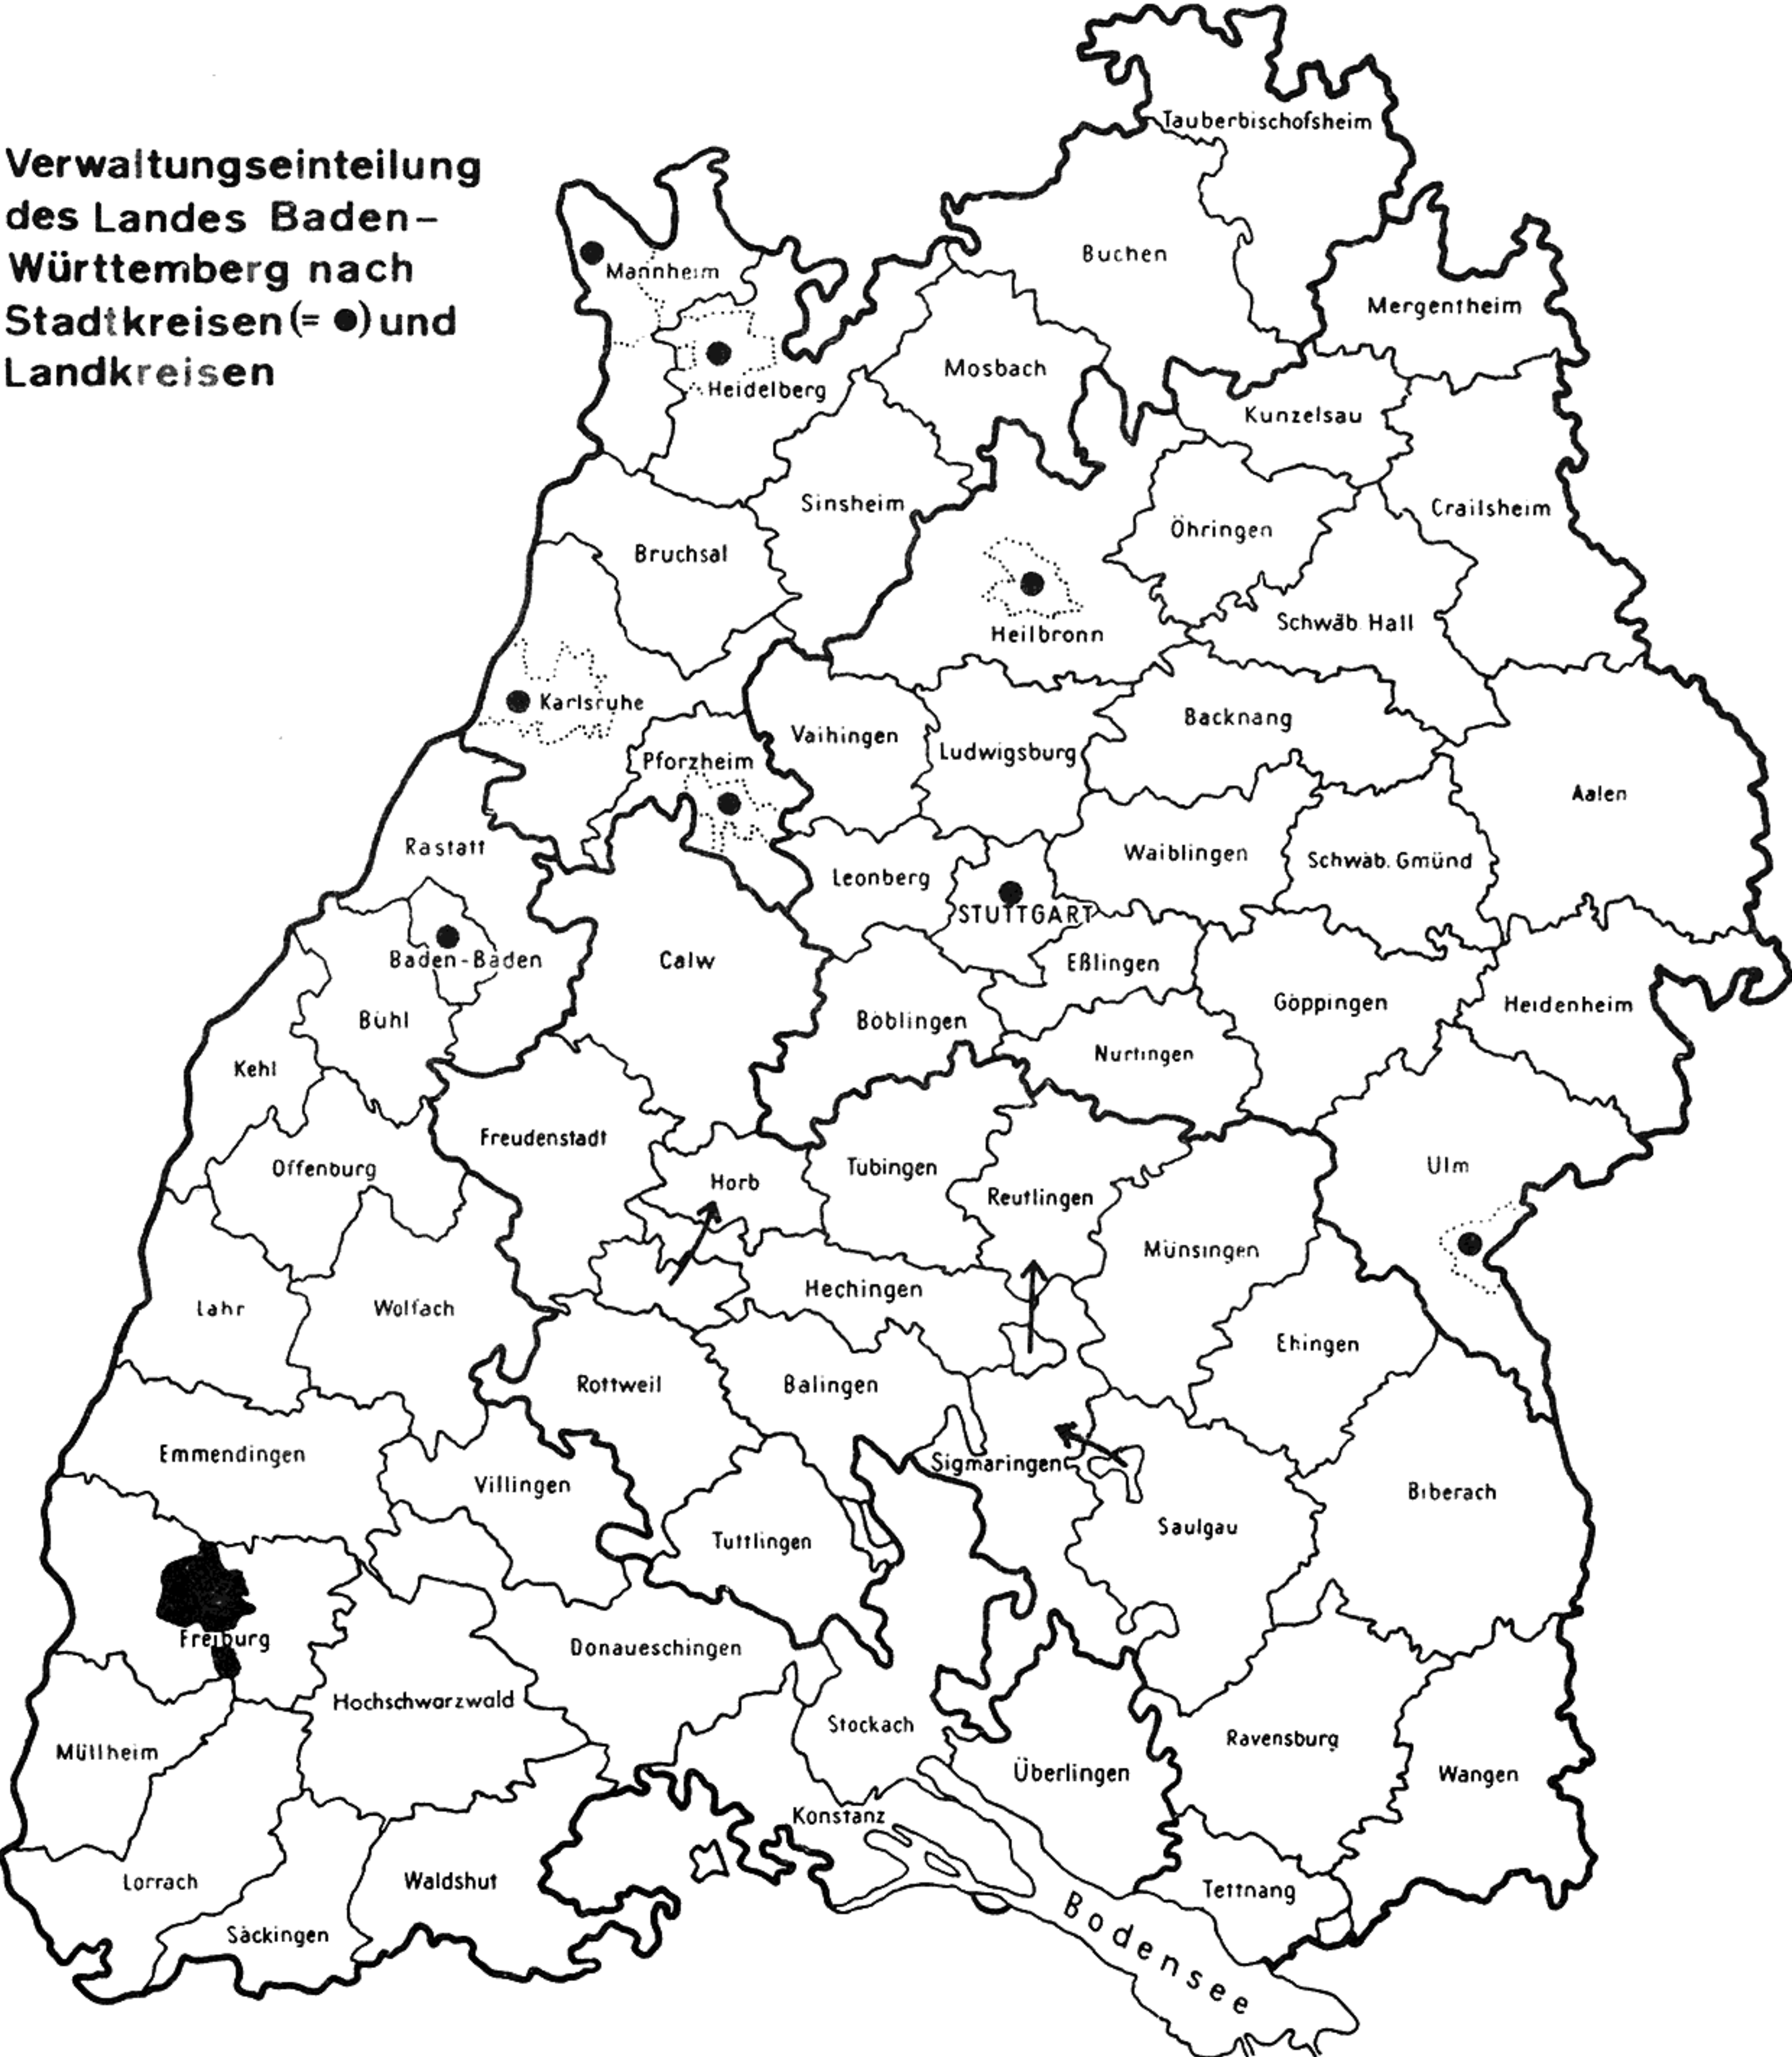 Verwaltungseinteilung
des Landes Baden-
Württemberg nach
Stadtkreisen (= ●) und
Landkreisen
Tauberbischofsheim
Buchen
Mannheim
Mergentheim
Mosbach
Heidelberg
Kunzelsau
Sinsheim
Crailsheim
Öhringen
Bruchsal
Schwäb. Hall
Heilbronn
Karlsruhe
Backnang
Vaihingen
Ludwigsburg
Pforzheim
Aalen
Rastatt
Waiblingen
Schwäb. Gmünd
Leonberg
STUTTGART
Baden-Baden
Calw
Eßlingen
Göppingen
Heidenheim
Bühl
Böblingen
Nurtingen
Kehl
Freudenstadt
Offenburg
Horb
Tübingen
Reutlingen
Ulm
Münsingen
Hechingen
Lahr
Wolfach
Ehingen
Rottweil
Balingen
Emmendingen
Sigmaringen
Villingen
Biberach
Saulgau
Tuttlingen
Freiburg
Donaueschingen
Hochschwarzwald
Stockach
Ravensburg
Müllheim
Überlingen
Wangen
Konstanz
Lorrach
Waldshut
Tettnang
Säckingen
Bodensee